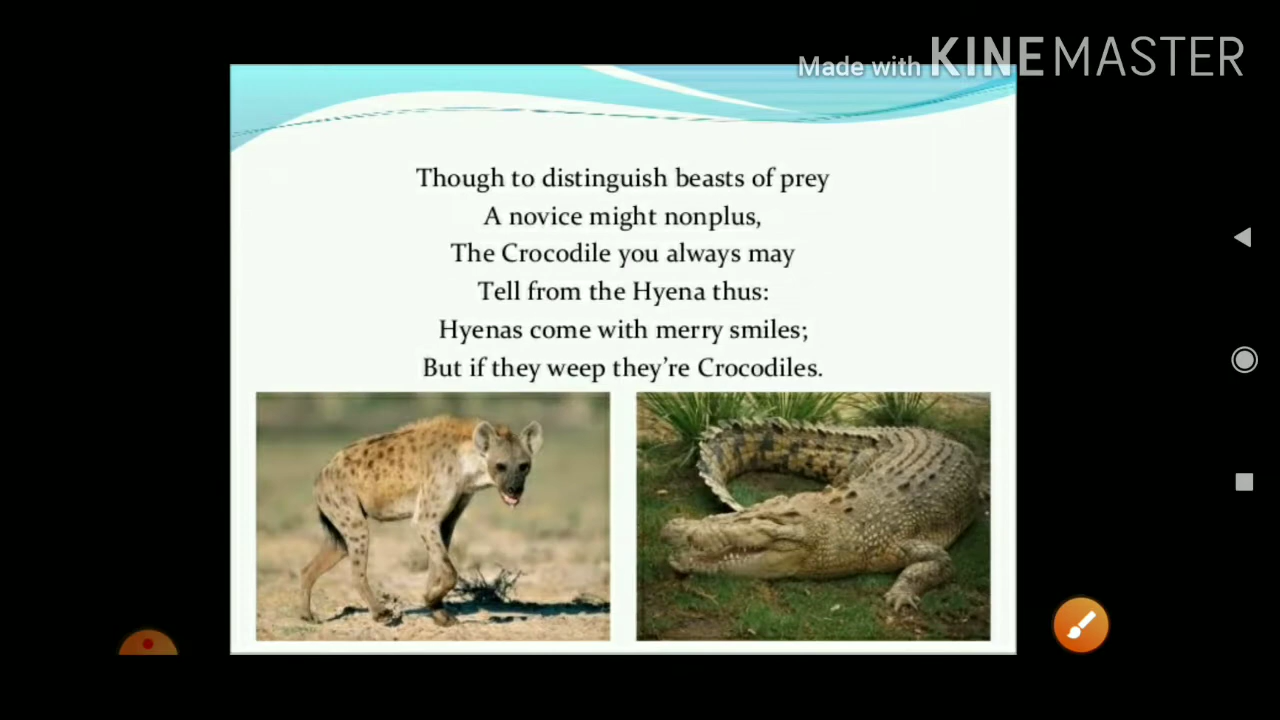 Made with KINEMASTER
Though to distinguish beasts of prey
A novice might nonplus,
The Crocodile you always may
Tell from the Hyena thus:
Hyenas come with merry smiles;
But if they weep they're Crocodiles.